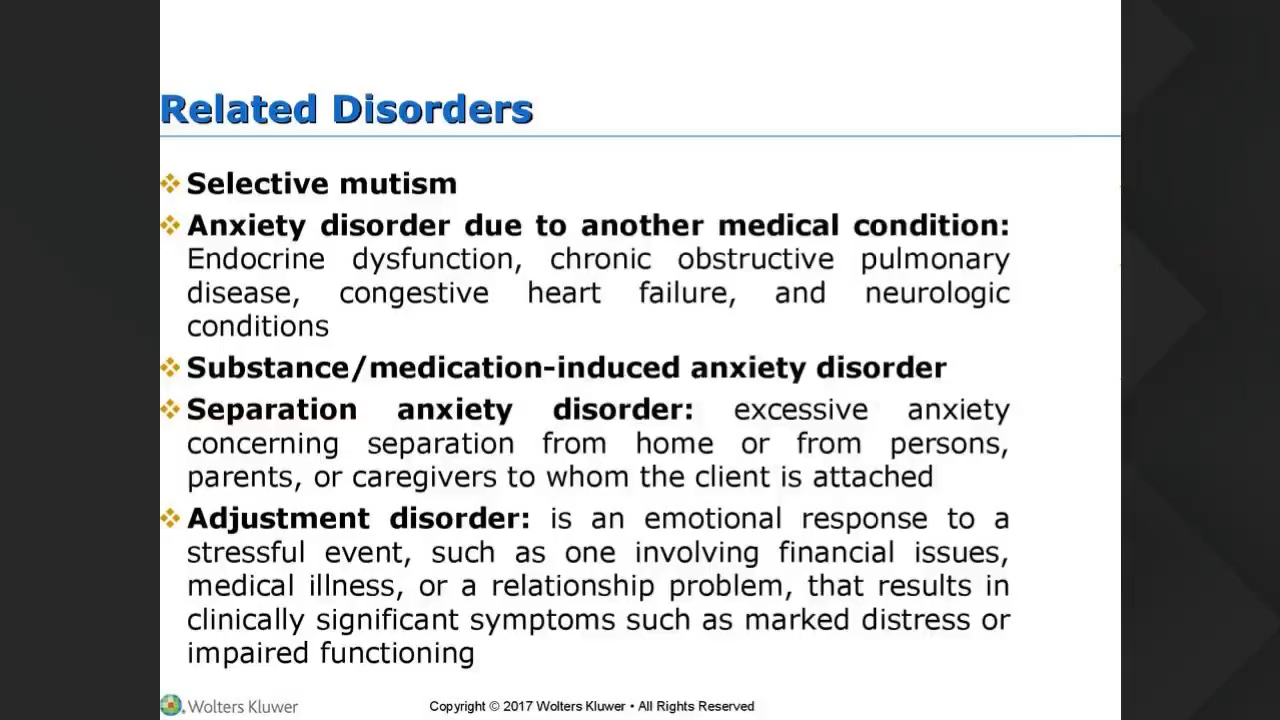 Related Disorders
Selective mutism
Anxiety disorder due to another medical condition:
Endocrine dysfunction, chronic obstructive pulmonary
disease, congestive heart failure, and neurologic
conditions
Substance/medication-induced anxiety disorder
Separation anxiety disorder: excessive anxiety
concerning separation from home or from persons,
parents, or caregivers to whom the client is attached
Adjustment disorder: is an emotional response to a
stressful event, such as one involving financial issues,
medical illness, or a relationship problem, that results in
clinically significant symptoms such as marked distress or
impaired functioning
Wolters Kluwer
Copyright © 2017 Wolters Kluwer • All Rights Reserved